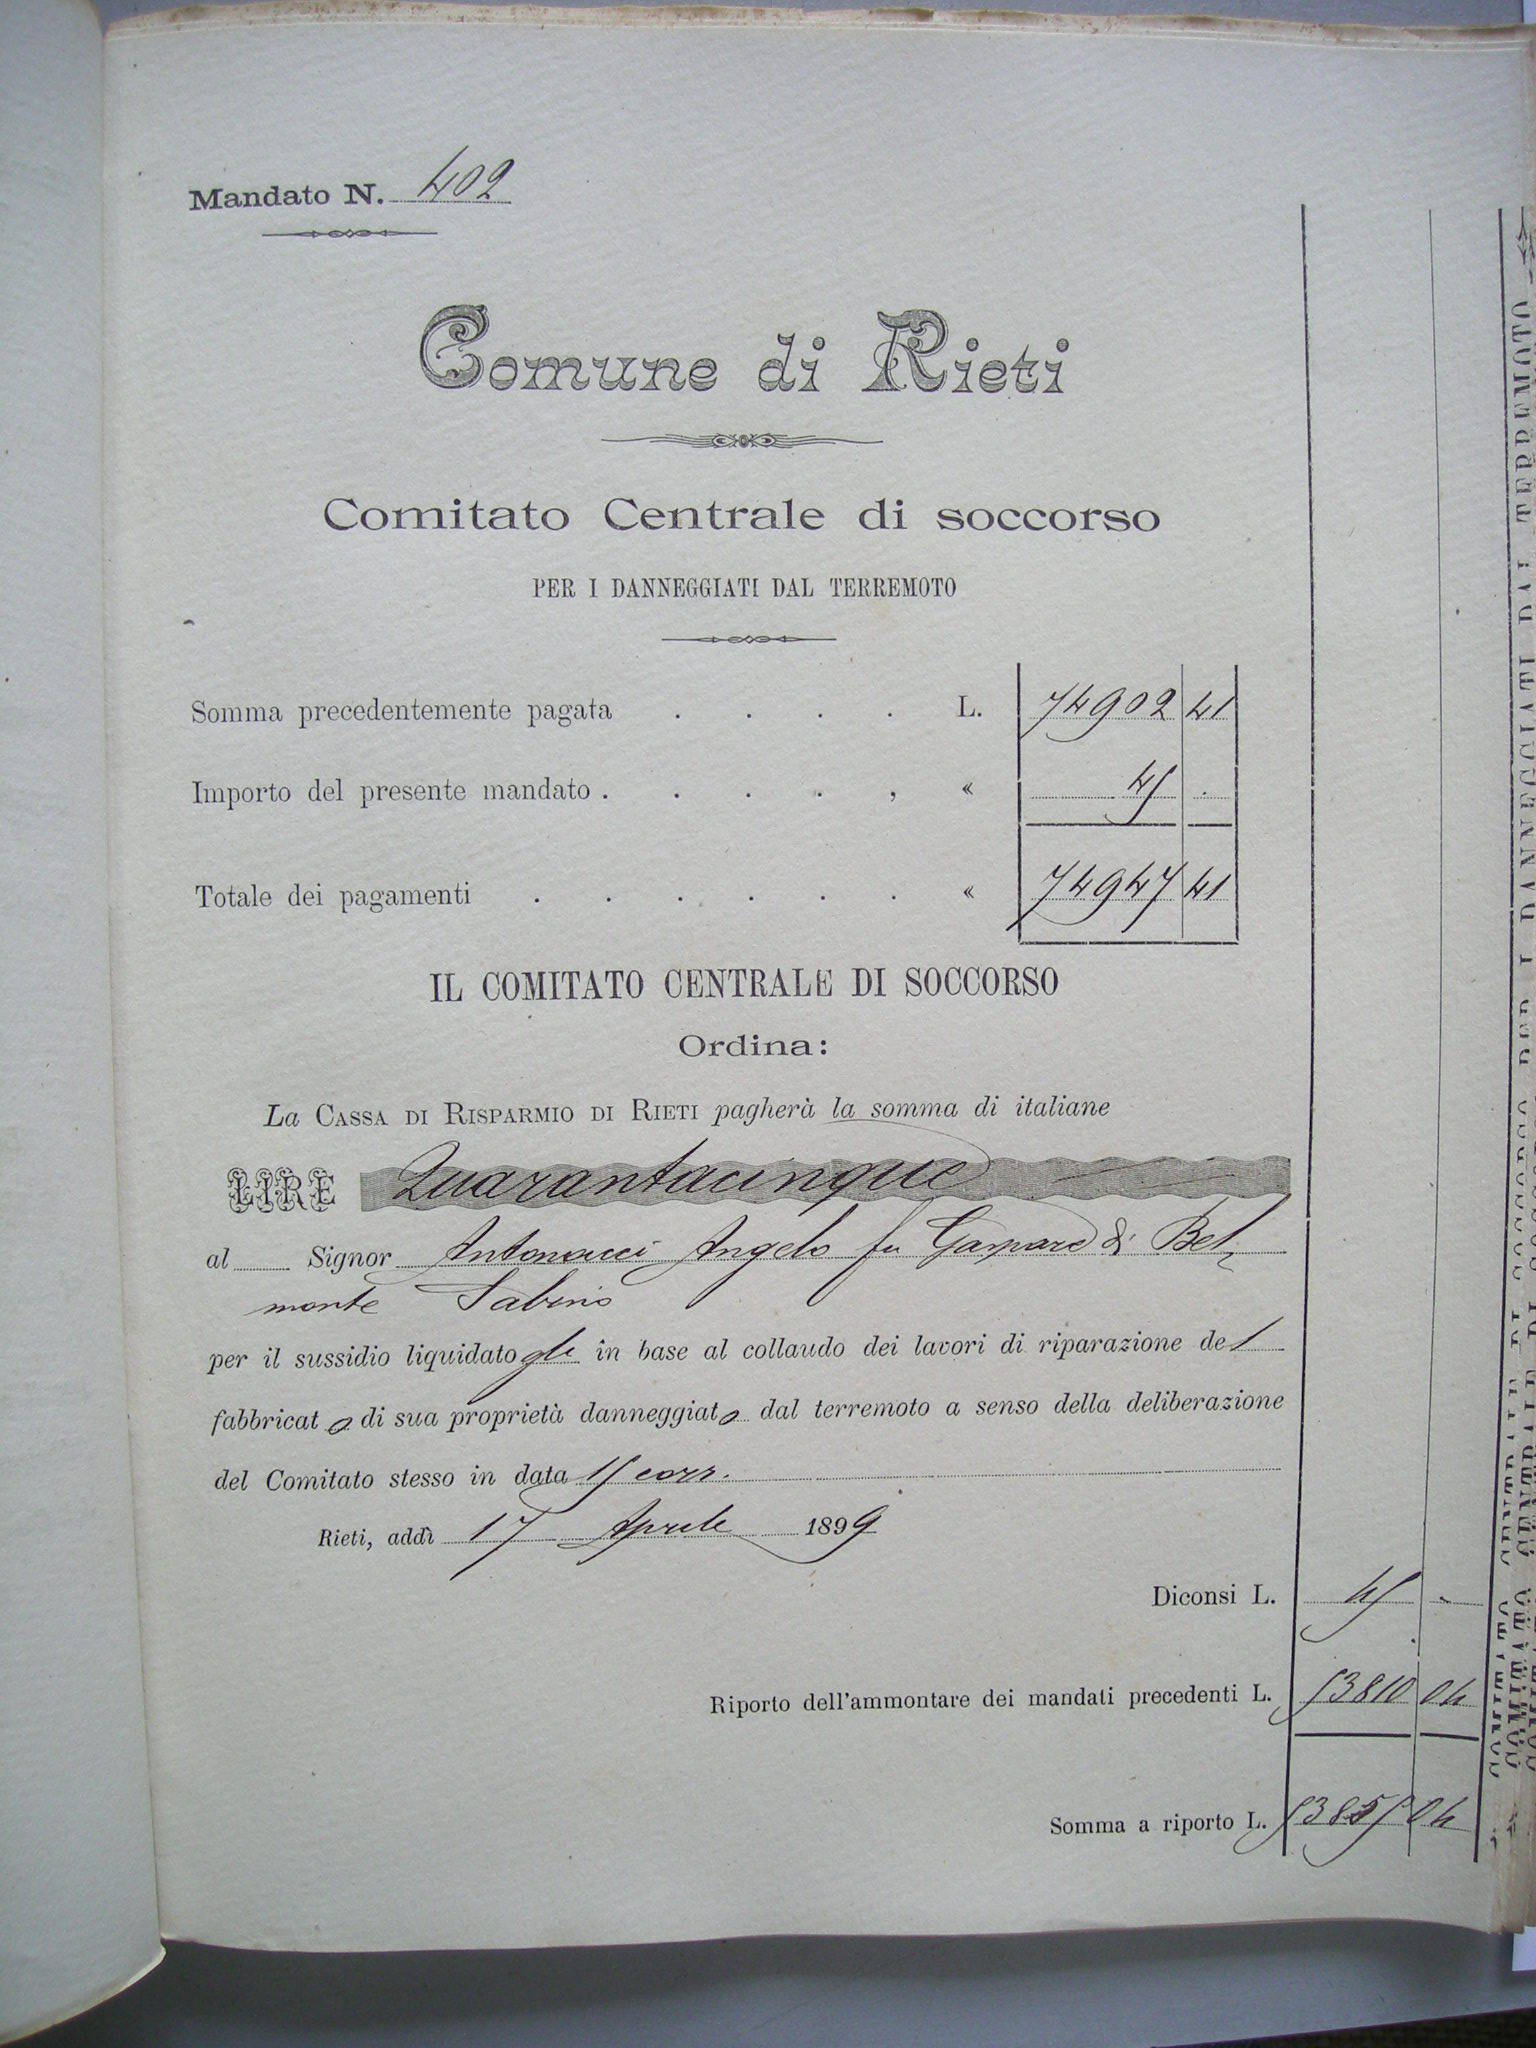 Mandato N. 402
Comune di Rieti
Comitato Centrale di soccorso
PER I DANNEGGIATI DAL TERREMOTO
Somma precedentemente pagata . . . . L. 74902 41
Importo del presente mandato . . . . , « 45 .
Totale dei pagamenti . . . . . . « 74947 41
IL COMITATO CENTRALE DI SOCCORSO
Ordina:
La CASSA DI RISPARMIO DI RIETI pagherà la somma di italiane
LIRE Quarantacinque
al Signor Antonacci Angelo fu Gaspare di Bel-
monte Sabino
per il sussidio liquidatogli in base al collaudo dei lavori di riparazione del
fabbricato di sua proprietà danneggiato dal terremoto a senso della deliberazione
del Comitato stesso in data 15 corr.
Rieti, addì 17 Aprile 1899
Diconsi L. 45 -
Riporto dell'ammontare dei mandati precedenti L. 53810 04
Somma a riporto L. 53855 04